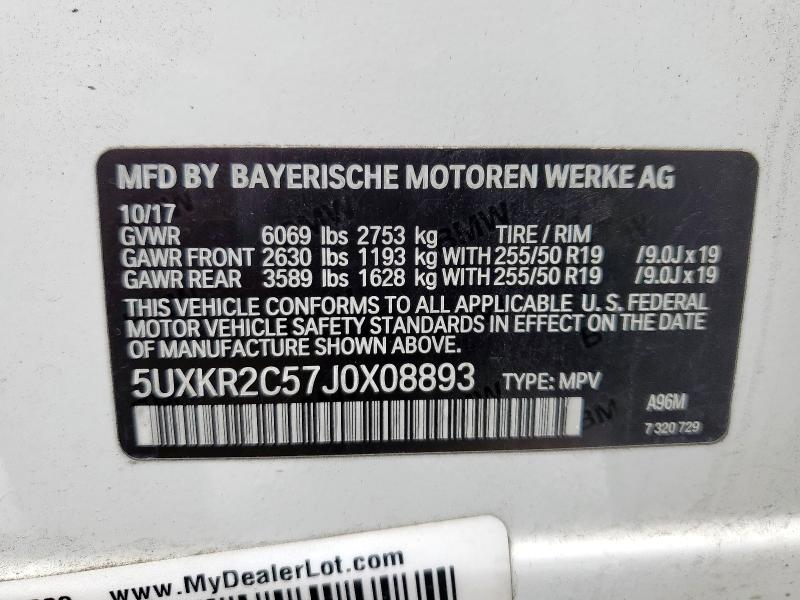 MFD BY BAYERISCHE MOTOREN WERKE AG
10/17
GVWR 6069 lbs 2753 kg TIRE / RIM
GAWR FRONT 2630 lbs 1193 kg WITH 255/50 R19 /9.0J x 19
GAWR REAR 3589 lbs 1628 kg WITH 255/50 R19 /9.0J x 19
THIS VEHICLE CONFORMS TO ALL APPLICABLE U. S. FEDERAL
MOTOR VEHICLE SAFETY STANDARDS IN EFFECT ON THE DATE
OF MANUFACTURE SHOWN ABOVE.
5UXKR2C57J0X08893 TYPE: MPV
A96M
7 320 729
www.MyDealerLot.com